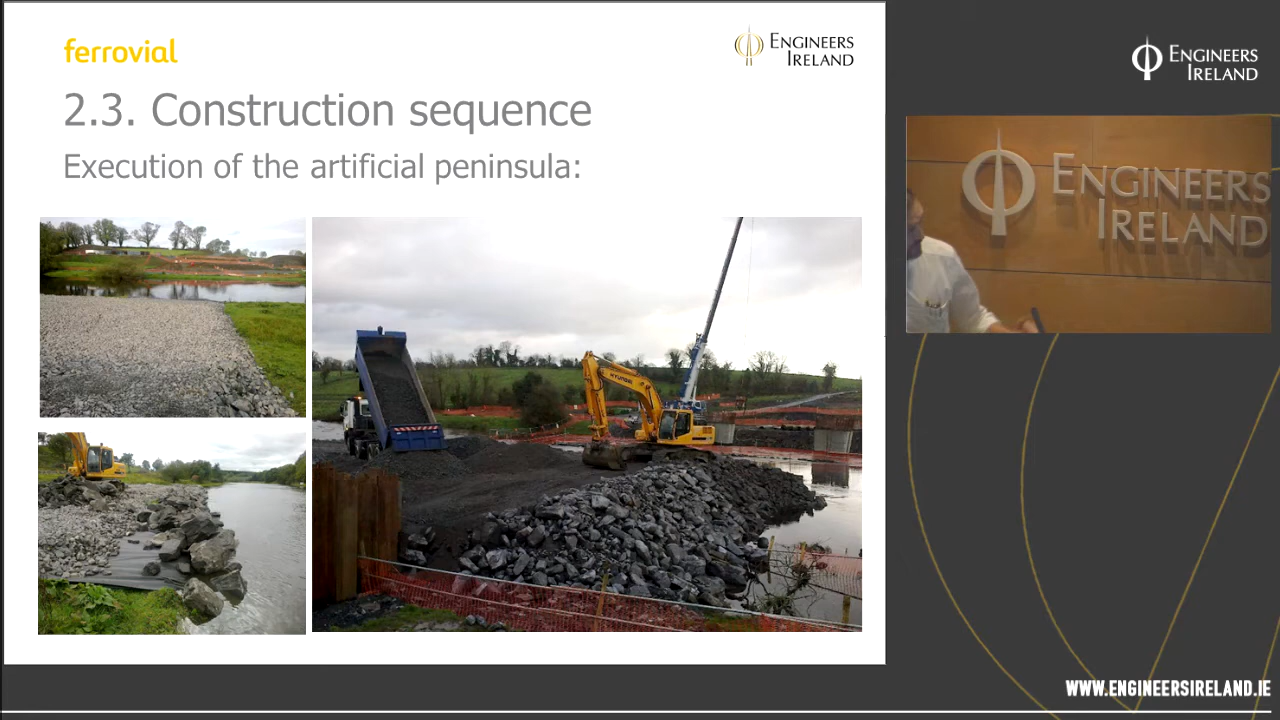 ferrovial
ENGINEERS
IRELAND
2.3. Construction sequence
Execution of the artificial peninsula:
HYUNDAI
ENGINEERS
IRELAND
ENGINEERS
IRELAND
WWW.ENGINEERSIRELAND.IE